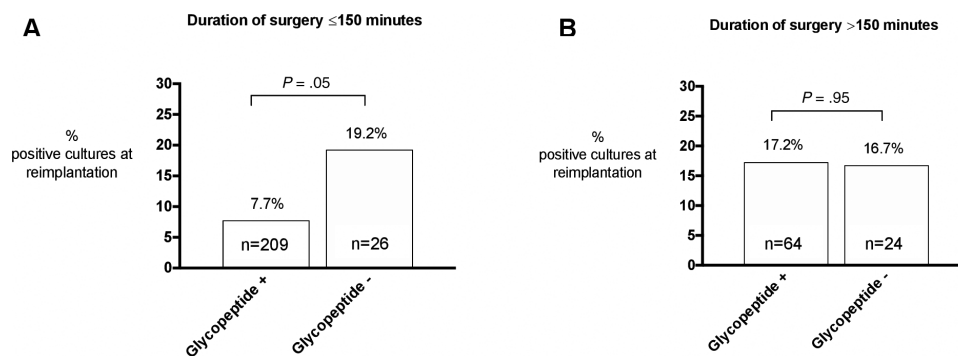 A
Duration of surgery ≤150 minutes
P = .05
30
25
20
15
10
5
0
%
positive cultures at
reimplantation
7.7%
19.2%
n=209
n=26
Glycopeptide +
Glycopeptide -
B
Duration of surgery >150 minutes
P = .95
30
25
20
15
10
5
0
%
positive cultures at
reimplantation
17.2%
16.7%
n=64
n=24
Glycopeptide +
Glycopeptide -